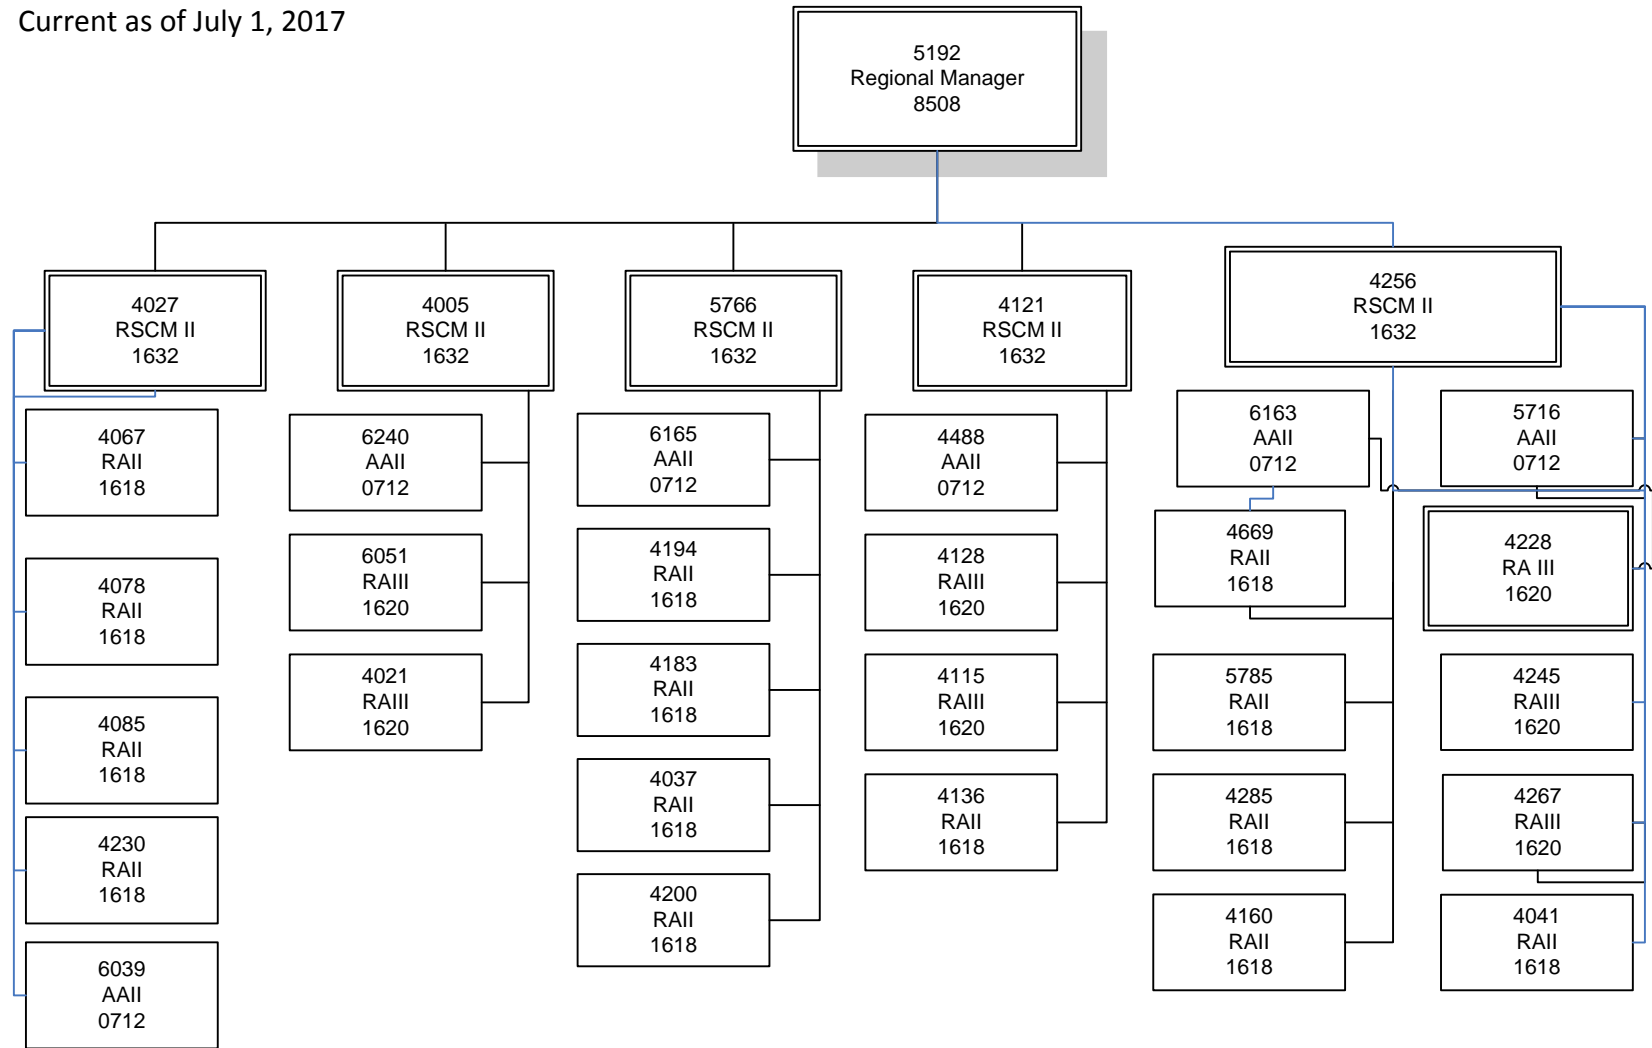 Current as of July 1, 2017
5192
Regional Manager
8508
4027
RSCM II
1632
4005
RSCM II
1632
5766
RSCM II
1632
4121
RSCM II
1632
4256
RSCM II
1632
4067
RAII
1618
4078
RAII
1618
4085
RAII
1618
4230
RAII
1618
6039
AAII
0712
6240
AAII
0712
6051
RAIII
1620
4021
RAIII
1620
6165
AAII
0712
4194
RAII
1618
4183
RAII
1618
4037
RAII
1618
4200
RAII
1618
4488
AAII
0712
4128
RAIII
1620
4115
RAIII
1620
4136
RAII
1618
6163
AAII
0712
4669
RAII
1618
5785
RAII
1618
4285
RAII
1618
4160
RAII
1618
5716
AAII
0712
4228
RA III
1620
4245
RAIII
1620
4267
RAIII
1620
4041
RAII
1618